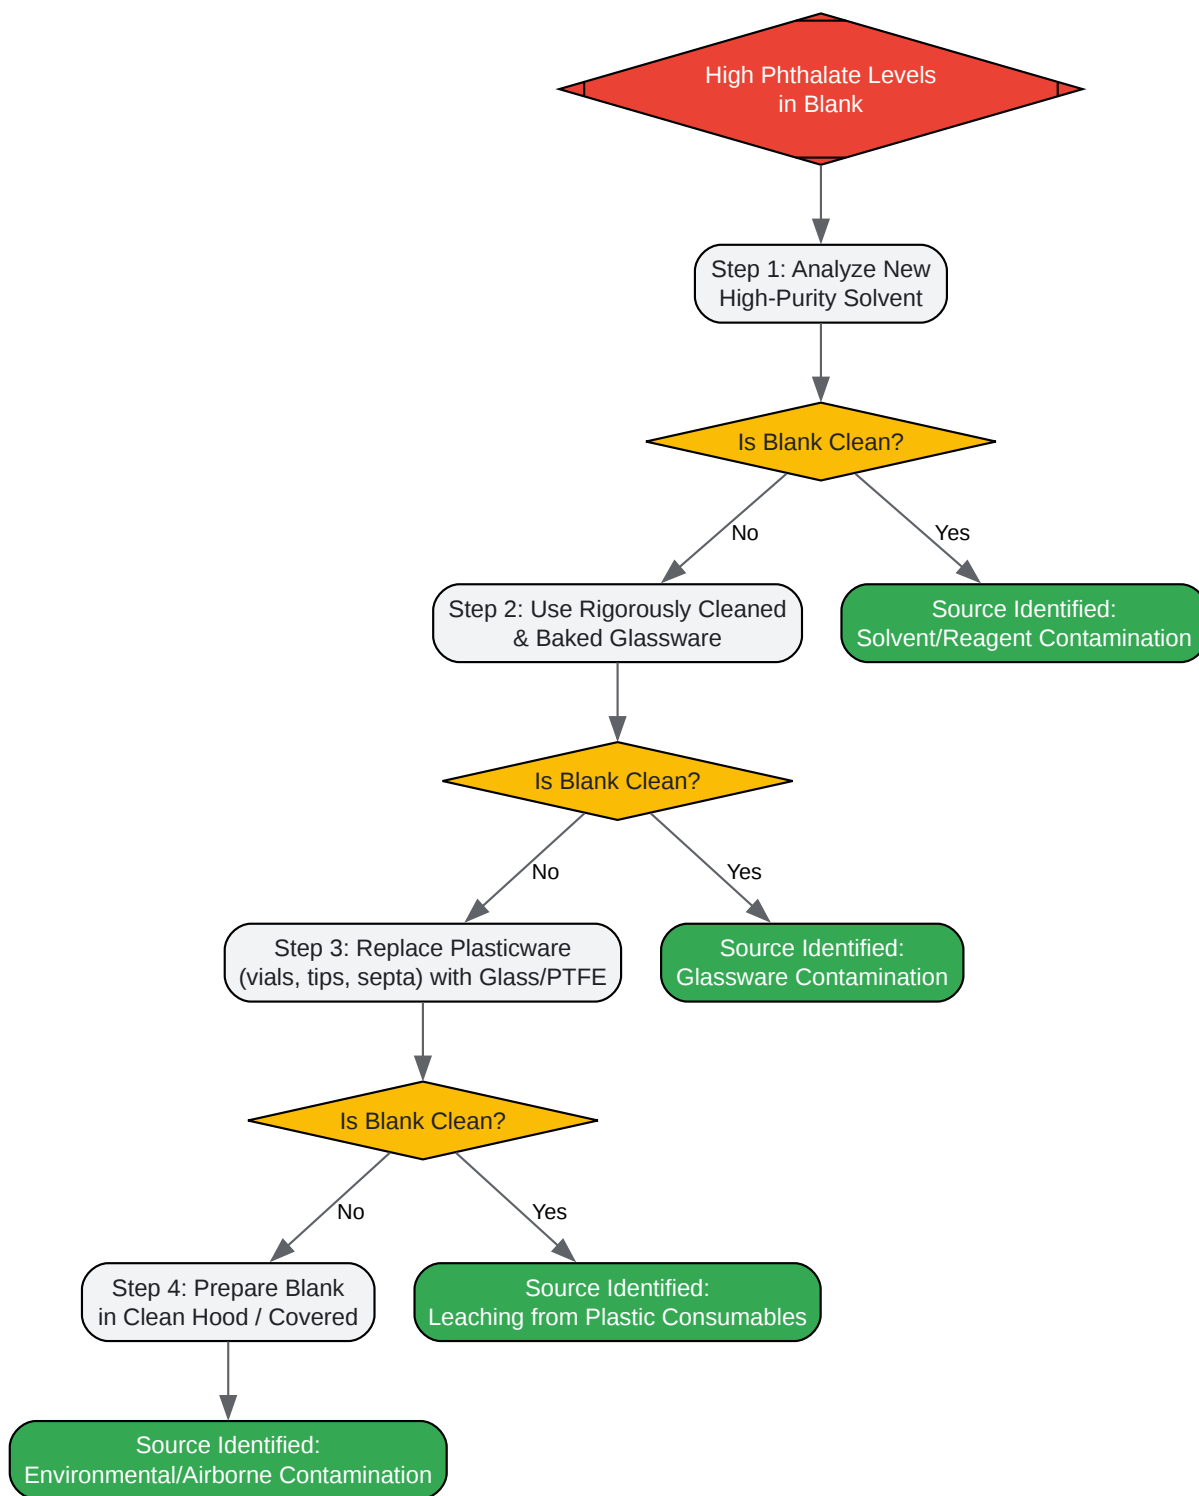 High Phthalate Levels
in Blank
Step 1: Analyze New
High-Purity Solvent
Is Blank Clean?
No
Yes
Step 2: Use Rigorously Cleaned
& Baked Glassware
Source Identified:
Solvent/Reagent Contamination
Is Blank Clean?
No
Yes
Step 3: Replace Plasticware
(vials, tips, septa) with Glass/PTFE
Source Identified:
Glassware Contamination
Is Blank Clean?
No
Yes
Step 4: Prepare Blank
in Clean Hood / Covered
Source Identified:
Leaching from Plastic Consumables
Source Identified:
Environmental/Airborne Contamination